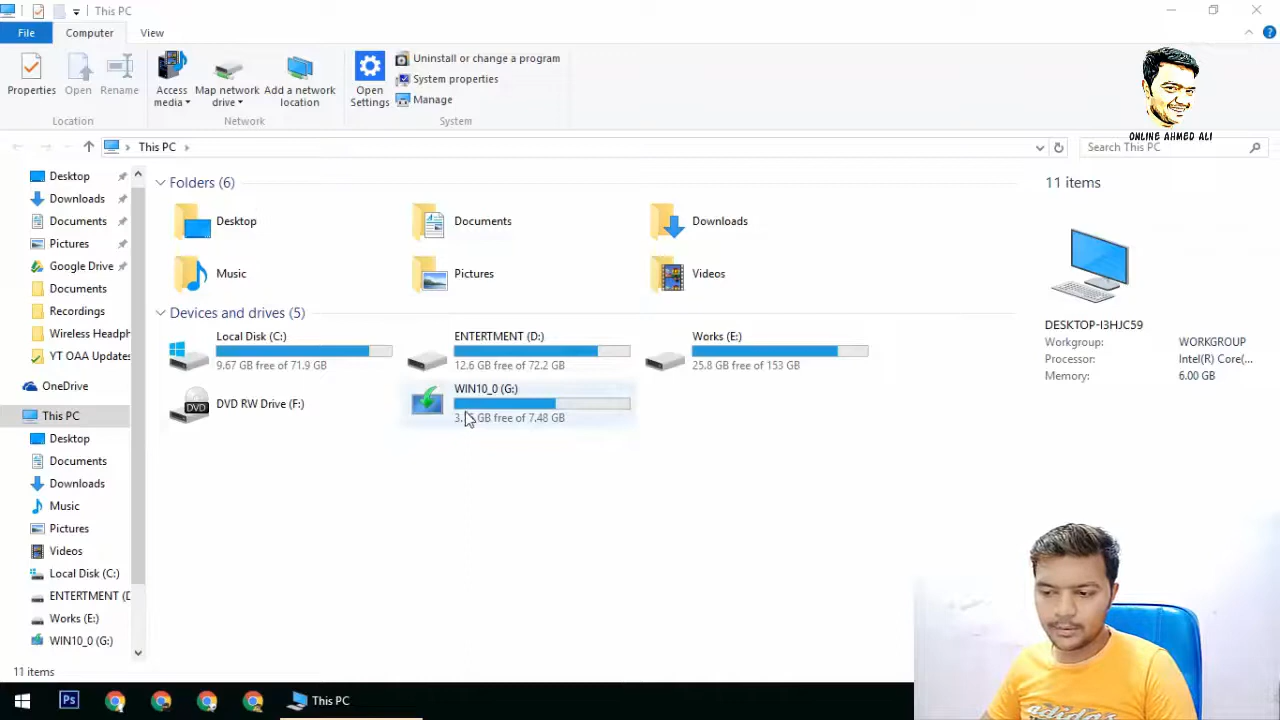 This PC
File
Computer
View
Properties
Open
Rename
Access media
Map network drive
Add a network location
Open Settings
Uninstall or change a program
System properties
Manage
Location
Network
System
ONLINE AHMED ALI
This PC
Search This PC
Desktop
Downloads
Documents
Pictures
Google Drive
Documents
Recordings
Wireless Headph
YT OAA Updates
OneDrive
This PC
Desktop
Documents
Downloads
Music
Pictures
Videos
Local Disk (C:)
ENTERTMENT (D
Works (E:)
WIN10_0 (G:)
Folders (6)
Desktop
Documents
Downloads
Music
Pictures
Videos
Devices and drives (5)
Local Disk (C:)
9.67 GB free of 71.9 GB
ENTERTMENT (D:)
12.6 GB free of 72.2 GB
Works (E:)
25.8 GB free of 153 GB
DVD RW Drive (F:)
DVD
WIN10_0 (G:)
GB free of 7.48 GB
11 items
DESKTOP-I3HJC59
Workgroup: WORKGROUP
Processor: Intel(R) Core(...
Memory: 6.00 GB
11 items
Ps
This PC